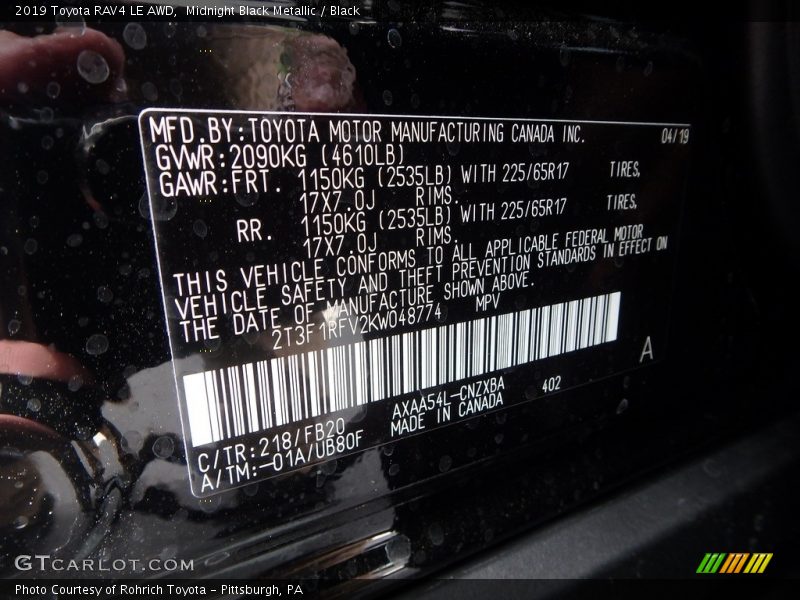 2019 Toyota RAV4 LE AWD, Midnight Black Metallic / Black
MFD.BY:TOYOTA MOTOR MANUFACTURING CANADA INC. 04/19
GVWR:2090KG (4610LB)
GAWR:FRT. 1150KG (2535LB) WITH 225/65R17 TIRES,
17X7.0J RIMS.
RR. 1150KG (2535LB) WITH 225/65R17 TIRES,
17X7.0J RIMS.
THIS VEHICLE CONFORMS TO ALL APPLICABLE FEDERAL MOTOR
VEHICLE SAFETY AND THEFT PREVENTION STANDARDS IN EFFECT ON
THE DATE OF MANUFACTURE SHOWN ABOVE.
2T3F1RFV2KW048774 MPV
A
C/TR:218/FB20 AXAA54L-CNZXBA 402
A/TM:-01A/UB80F MADE IN CANADA
GTCARLOT.COM
Photo Courtesy of Rohrich Toyota - Pittsburgh, PA